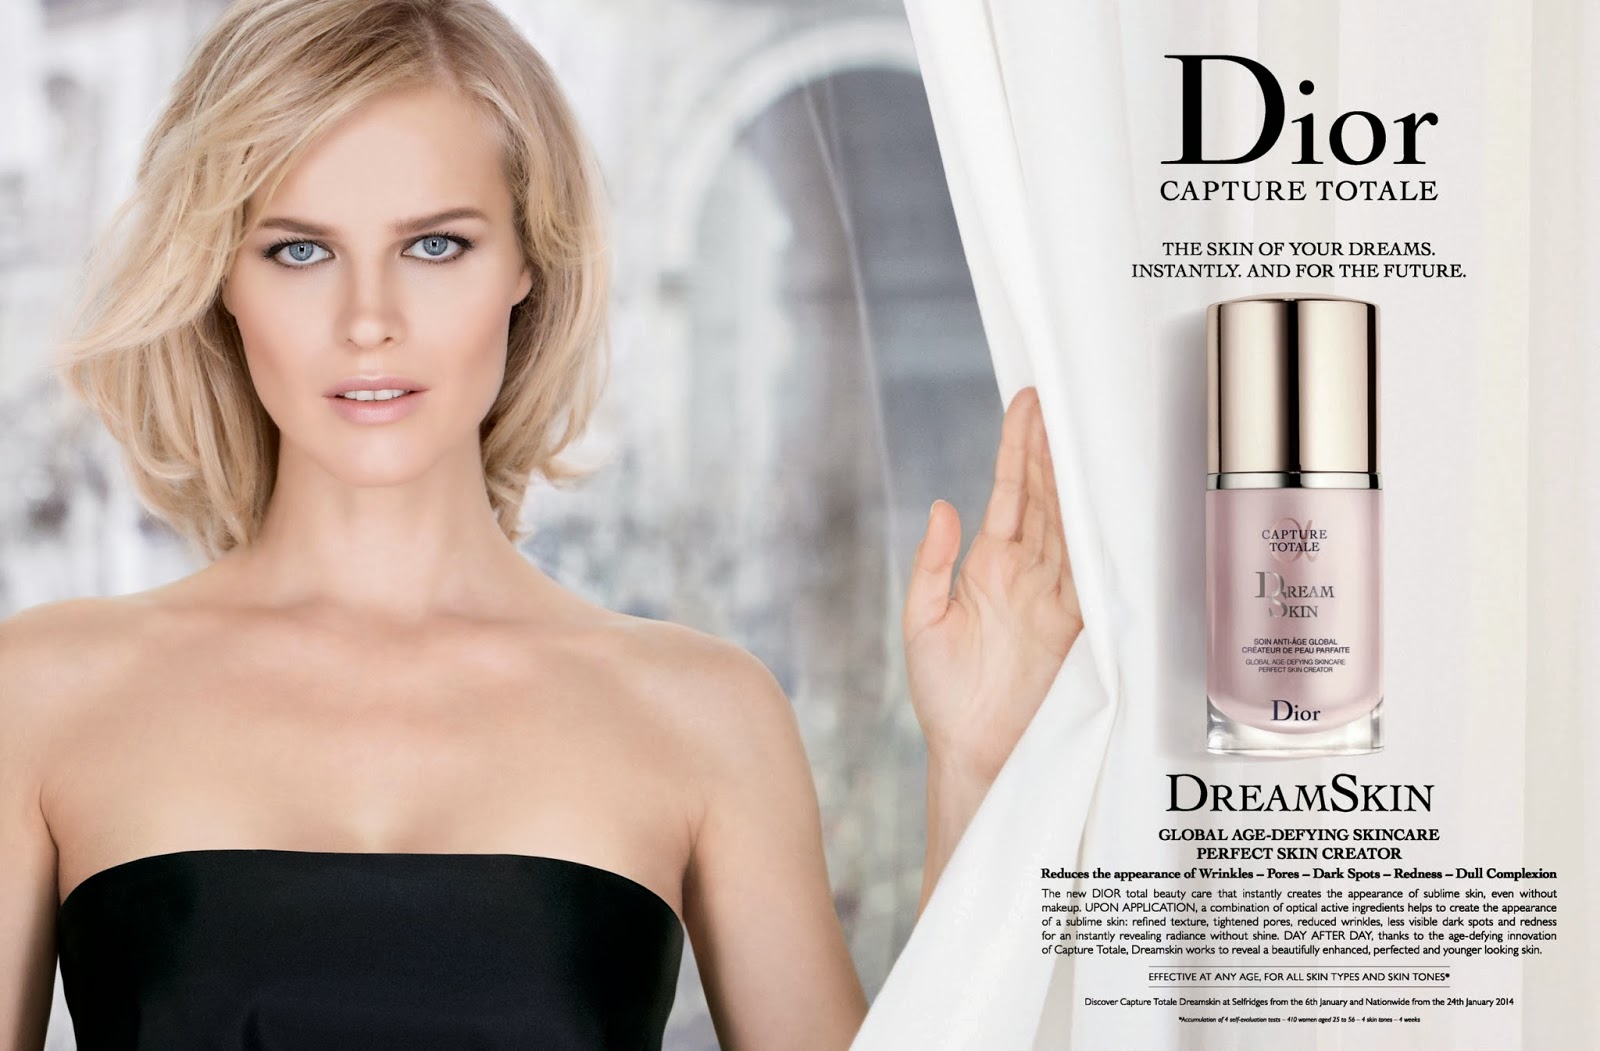 Dior
CAPTURE TOTALE
THE SKIN OF YOUR DREAMS.
INSTANTLY. AND FOR THE FUTURE.
CAPTURE
TOTALE
DREAM
SKIN
SOIN ANTI-ÂGE GLOBAL
CRÉATEUR DE PEAU PARFAITE
GLOBAL AGE-DEFYING SKINCARE
PERFECT SKIN CREATOR
Dior
DREAMSKIN
GLOBAL AGE-DEFYING SKINCARE
PERFECT SKIN CREATOR
Reduces the appearance of Wrinkles – Pores – Dark Spots – Redness – Dull Complexion
The new DIOR total beauty care that instantly creates the appearance of sublime skin, even without
makeup. UPON APPLICATION, a combination of optical active ingredients helps to create the appearance
of a sublime skin: refined texture, tightened pores, reduced wrinkles, less visible dark spots and redness
for an instantly revealing radiance without shine. DAY AFTER DAY, thanks to the age-defying innovation
of Capture Totale, Dreamskin works to reveal a beautifully enhanced, perfected and younger looking skin.
EFFECTIVE AT ANY AGE, FOR ALL SKIN TYPES AND SKIN TONES*
Discover Capture Totale Dreamskin at Selfridges from the 6th January and Nationwide from the 24th January 2014
*Accumulation of 4 self-evaluation tests – 410 women aged 25 to 56 – 4 skin tones – 4 weeks